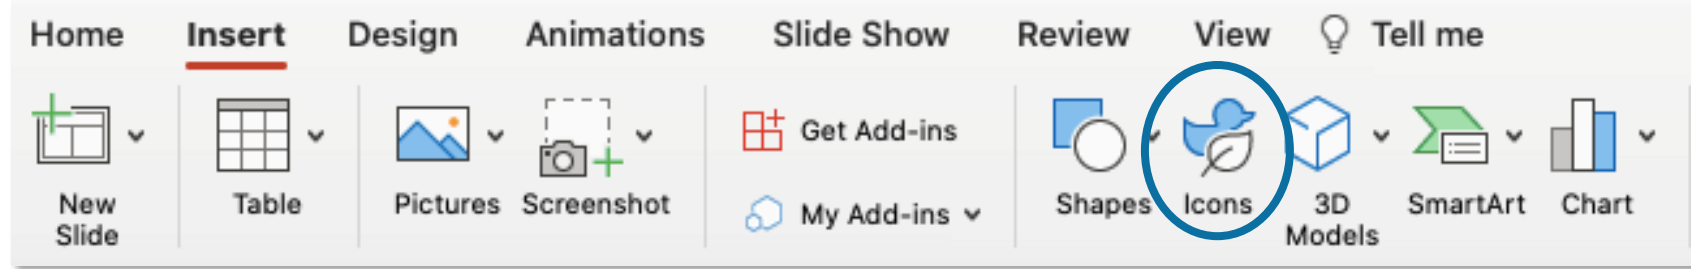 Home Insert Design Animations Slide Show Review View Tell me
New
Slide
Table
Pictures
Screenshot
Get Add-ins
My Add-ins
Shapes
Icons
3D
Models
SmartArt
Chart